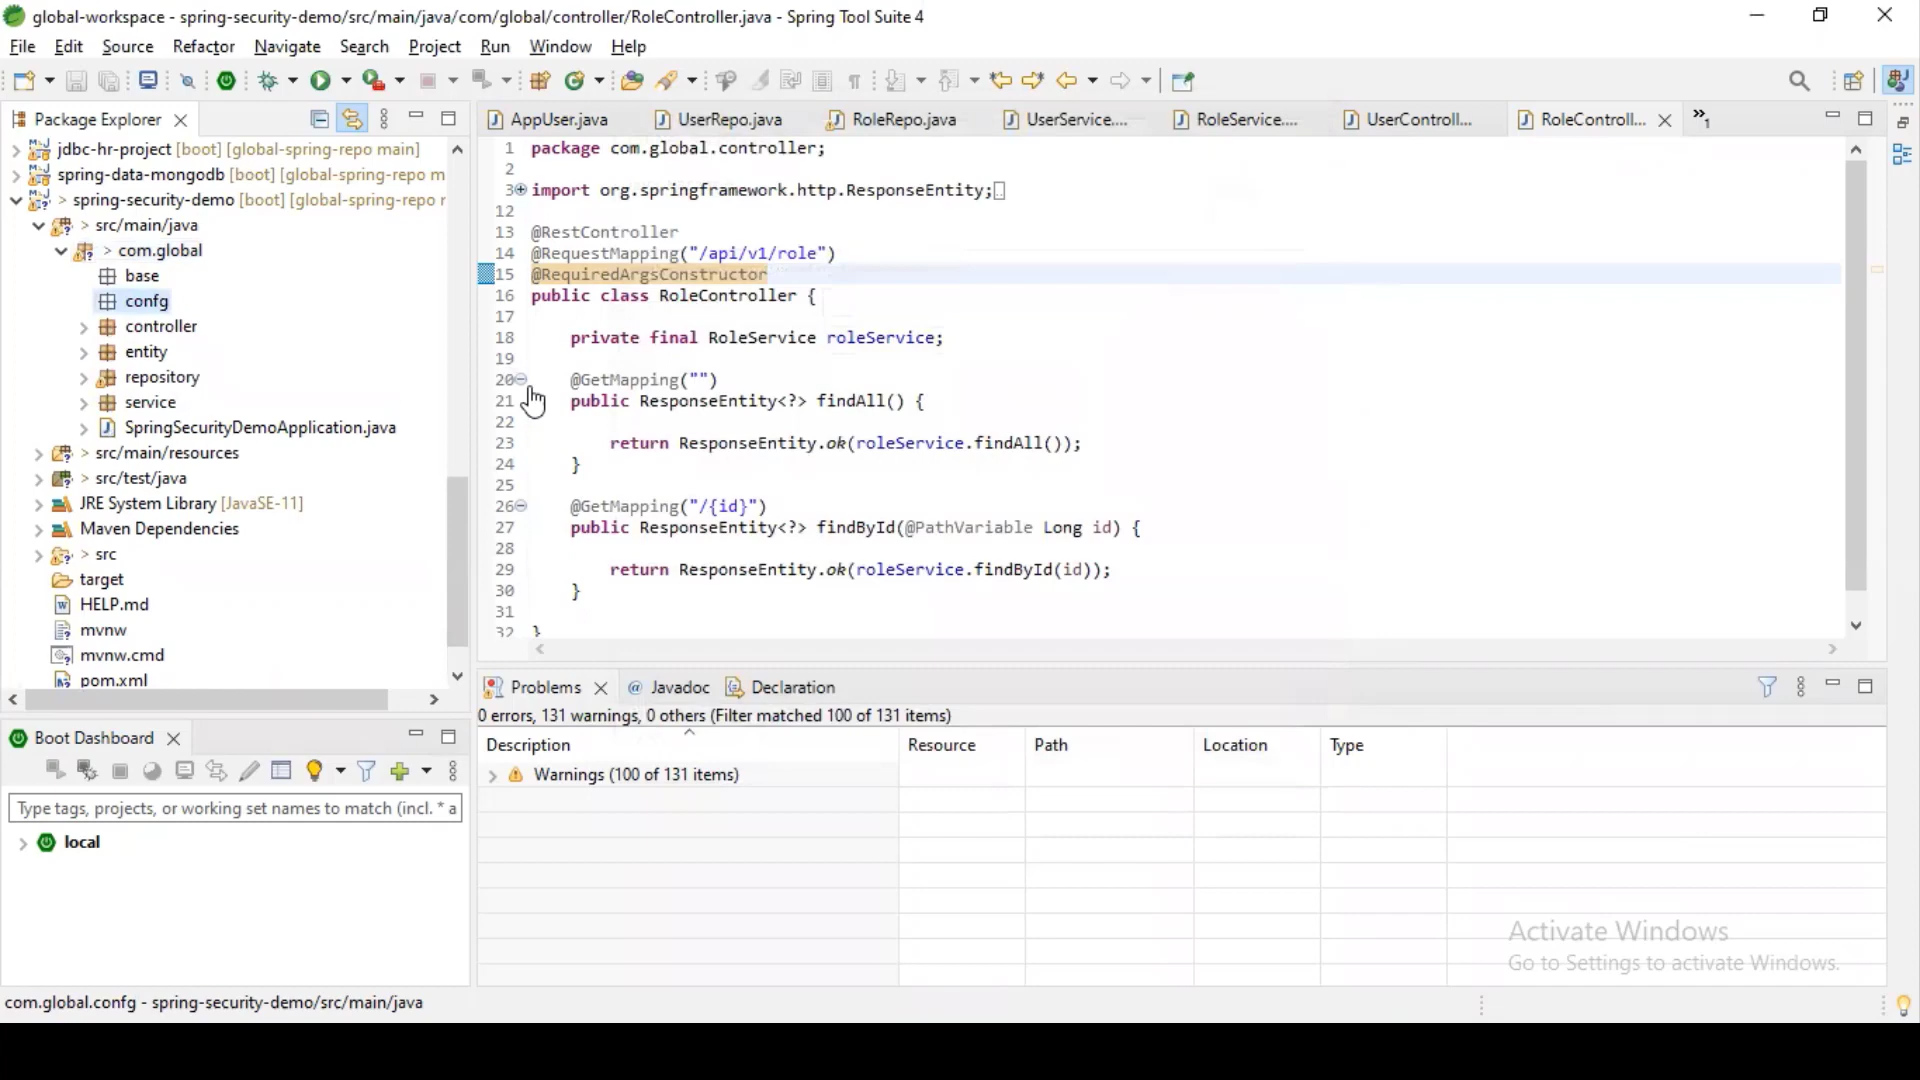 global-workspace - spring-security-demo/src/main/java/com/global/controller/RoleController.java - Spring Tool Suite 4
File Edit Source Refactor Navigate Search Project Run Window Help
Package Explorer
jdbc-hr-project [boot] [global-spring-repo main]
spring-data-mongodb [boot] [global-spring-repo m
> spring-security-demo [boot] [global-spring-repo r
> src/main/java
> com.global
base
confg
controller
entity
repository
service
SpringSecurityDemoApplication.java
> src/main/resources
> src/test/java
JRE System Library [JavaSE-11]
Maven Dependencies
> src
target
HELP.md
mvnw
mvnw.cmd
pom.xml
AppUser.java UserRepo.java RoleRepo.java UserService.... RoleService.... UserControll... RoleControll... »1
1 package com.global.controller;
2
3 import org.springframework.http.ResponseEntity;
12
13 @RestController
14 @RequestMapping("/api/v1/role")
15 @RequiredArgsConstructor
16 public class RoleController {
17
18 private final RoleService roleService;
19
20 @GetMapping("")
21 public ResponseEntity<?> findAll() {
22
23 return ResponseEntity.ok(roleService.findAll());
24 }
25
26 @GetMapping("/{id}")
27 public ResponseEntity<?> findById(@PathVariable Long id) {
28
29 return ResponseEntity.ok(roleService.findById(id));
30 }
31
32 }
Problems Javadoc Declaration
0 errors, 131 warnings, 0 others (Filter matched 100 of 131 items)
Description Resource Path Location Type
Warnings (100 of 131 items)
Boot Dashboard
Type tags, projects, or working set names to match (incl. * a
local
Activate Windows
Go to Settings to activate Windows.
com.global.confg - spring-security-demo/src/main/java